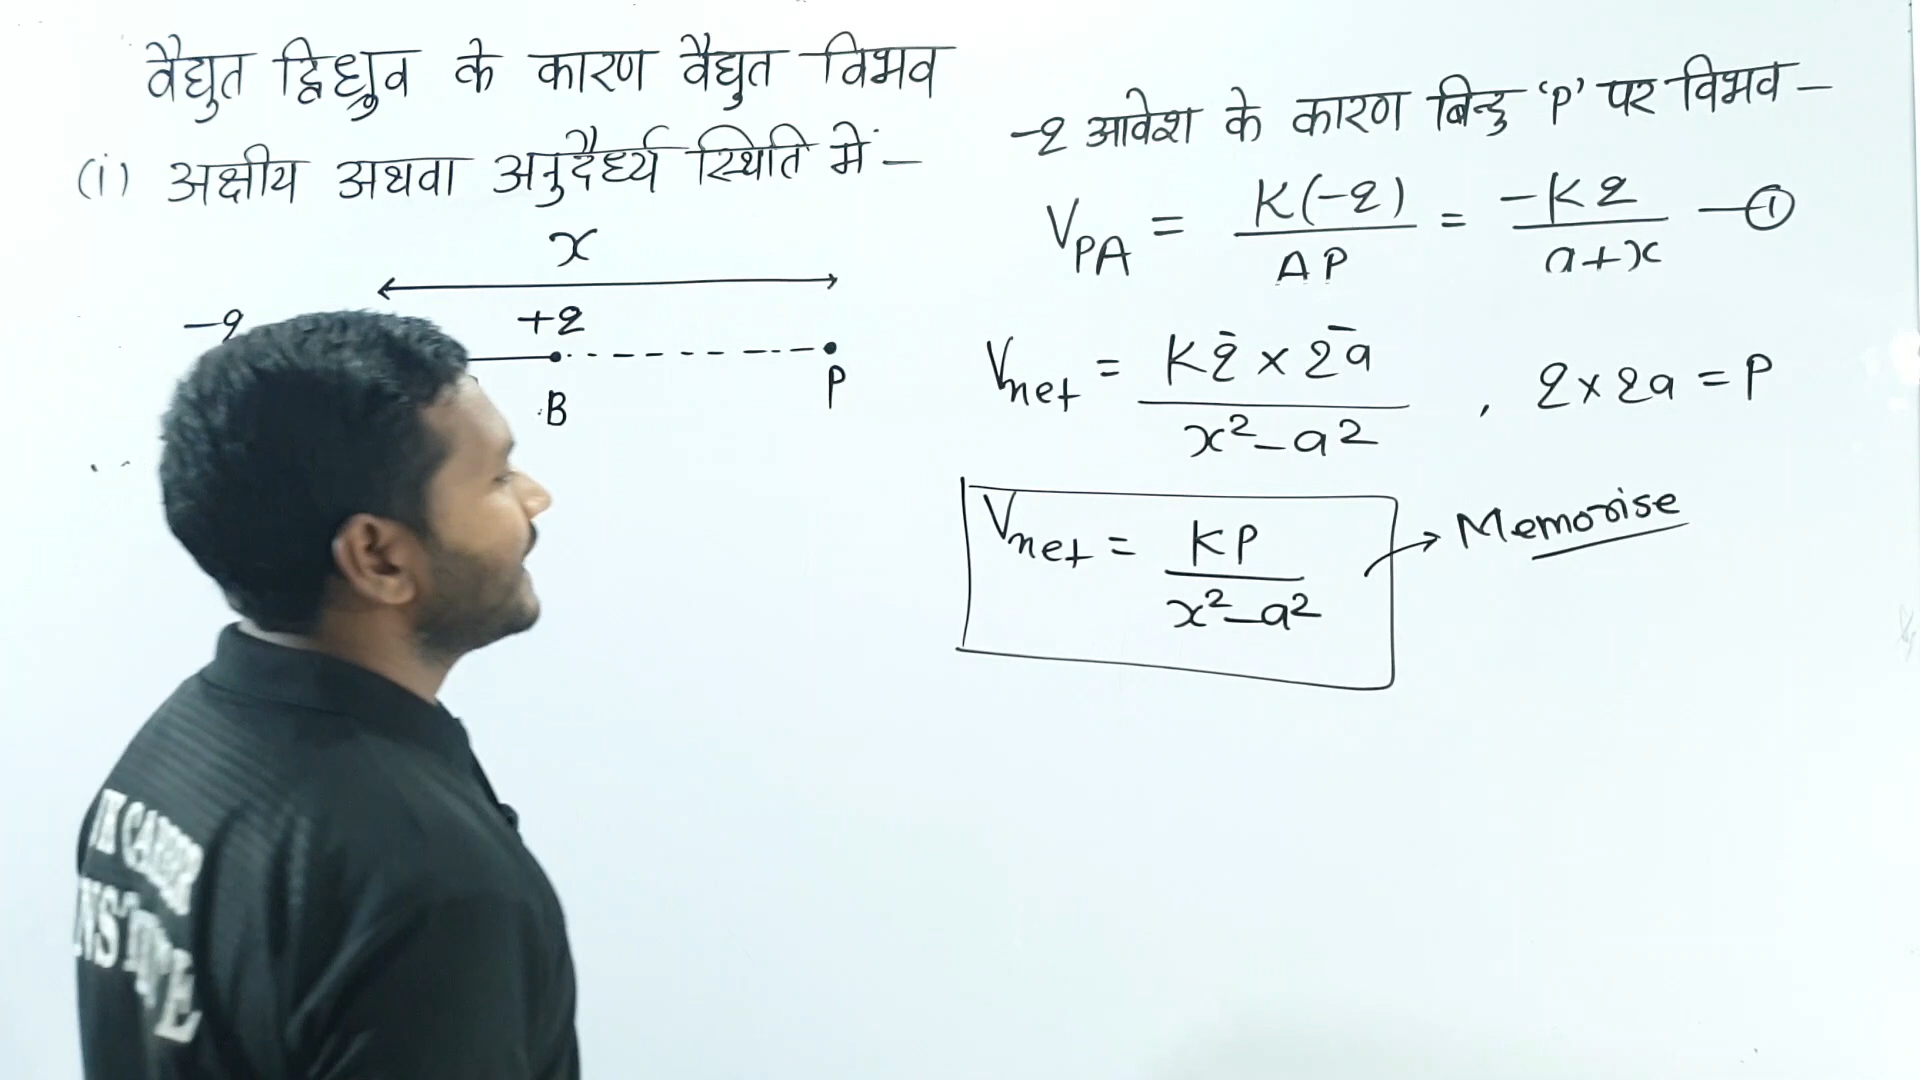 वैद्युत द्विध्रुव के कारण वैद्युत विभव
(i) अक्षीय अथवा अनुदैर्ध्य स्थिति में-
x
-q +q
B P
-q आवेश के कारण बिन्दु 'P' पर विभव-
V_PA = K(-q)/AP = -Kq/a+x —①
V_net = Kq × 2a/x²-a² , q×2a = P
V_net = KP/x²-a² → Memorise
CAREER